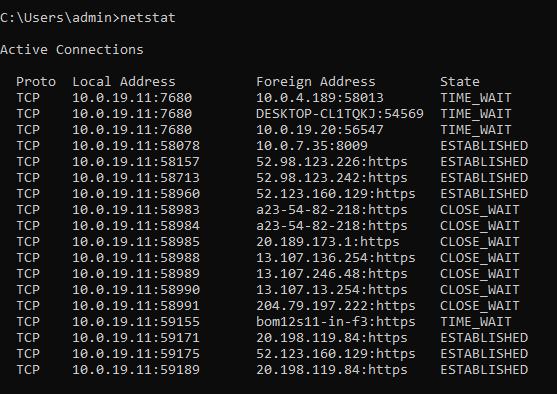 C:\Users\admin>netstat
Active Connections
Proto  Local Address          Foreign Address        State
TCP    10.0.19.11:7680        10.0.4.189:58013       TIME_WAIT
TCP    10.0.19.11:7680        DESKTOP-CL1TQKJ:54569  TIME_WAIT
TCP    10.0.19.11:7680        10.0.19.20:56547       TIME_WAIT
TCP    10.0.19.11:58078       10.0.7.35:8009         ESTABLISHED
TCP    10.0.19.11:58157       52.98.123.226:https    ESTABLISHED
TCP    10.0.19.11:58713       52.98.123.242:https    ESTABLISHED
TCP    10.0.19.11:58960       52.123.160.129:https   ESTABLISHED
TCP    10.0.19.11:58983       a23-54-82-218:https    CLOSE_WAIT
TCP    10.0.19.11:58984       a23-54-82-218:https    CLOSE_WAIT
TCP    10.0.19.11:58985       20.189.173.1:https     CLOSE_WAIT
TCP    10.0.19.11:58988       13.107.136.254:https   CLOSE_WAIT
TCP    10.0.19.11:58989       13.107.246.48:https    CLOSE_WAIT
TCP    10.0.19.11:58990       13.107.13.254:https    CLOSE_WAIT
TCP    10.0.19.11:58991       204.79.197.222:https   CLOSE_WAIT
TCP    10.0.19.11:59155       bom12s11-in-f3:https   TIME_WAIT
TCP    10.0.19.11:59171       20.198.119.84:https    ESTABLISHED
TCP    10.0.19.11:59175       52.123.160.129:https   ESTABLISHED
TCP    10.0.19.11:59189       20.198.119.84:https    ESTABLISHED